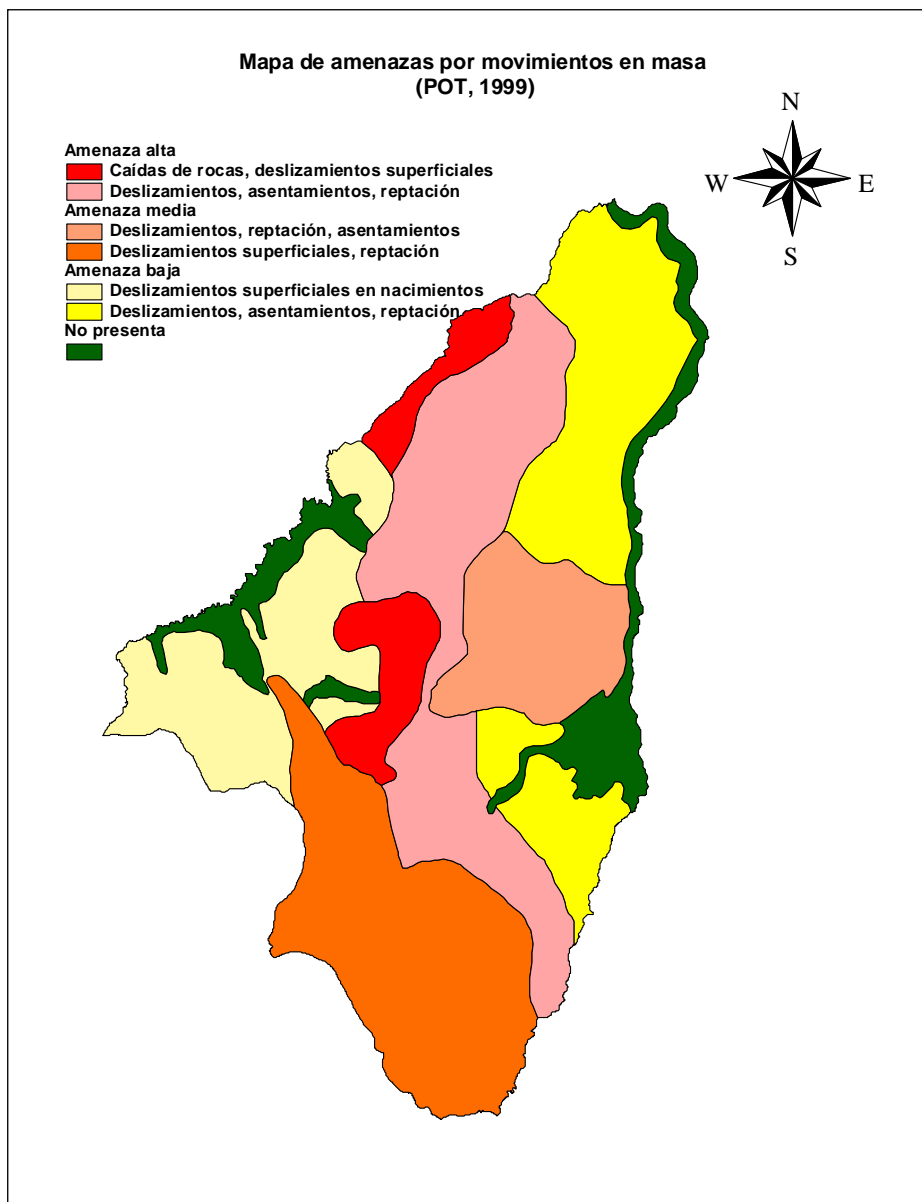 Mapa de amenazas por movimientos en masa
(POT, 1999)
N
W
E
S
Amenaza alta
Caídas de rocas, deslizamientos superficiales
Deslizamientos, asentamientos, reptación
Amenaza media
Deslizamientos, reptación, asentamientos
Deslizamientos superficiales, reptación
Amenaza baja
Deslizamientos superficiales en nacimientos
Deslizamientos, asentamientos, reptación
No presenta